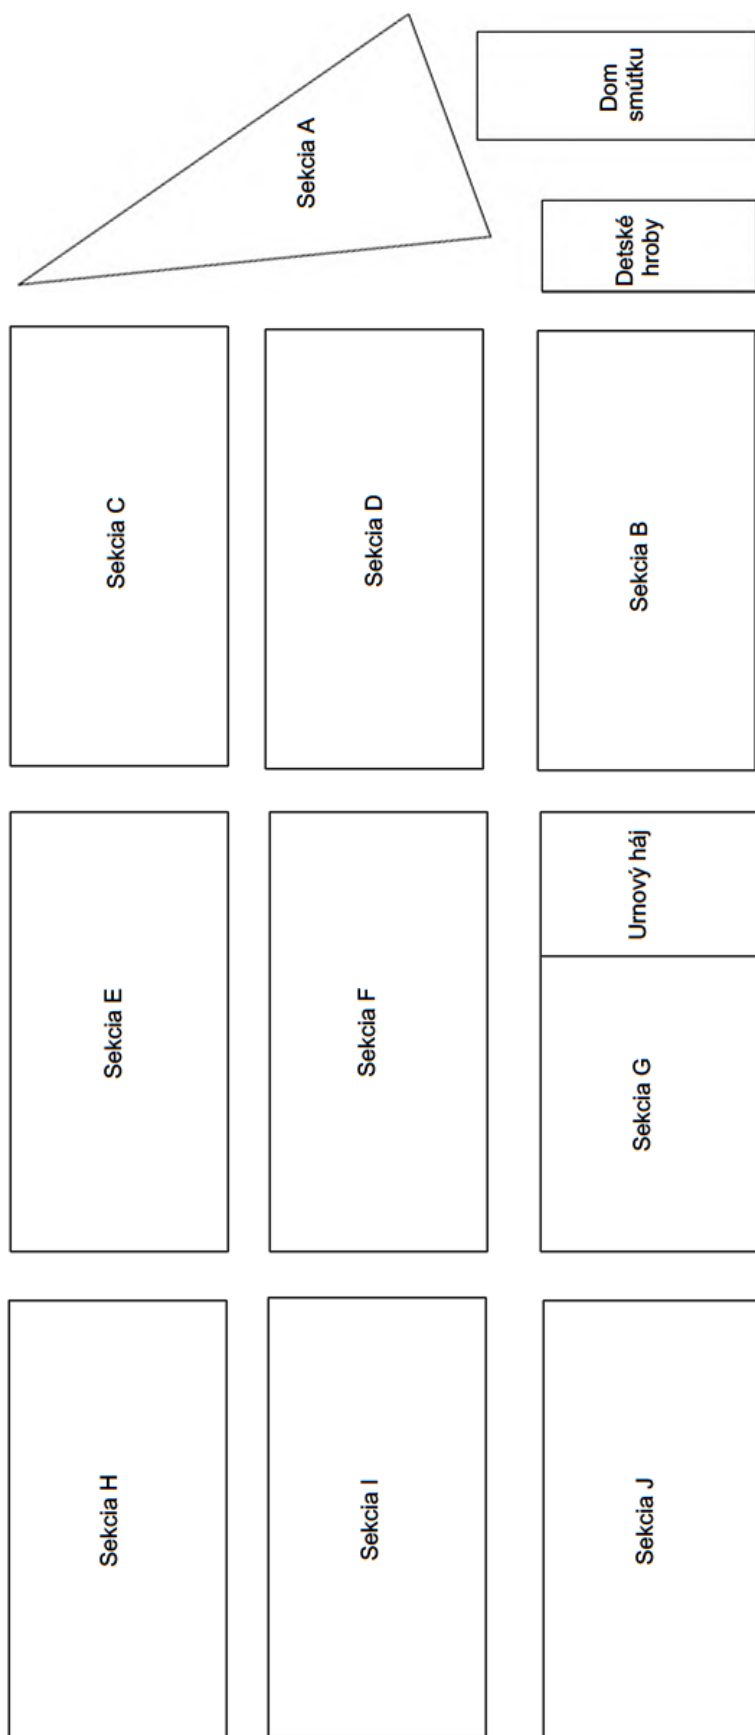 Sekcia A
Dom
smútku
Detské
hroby
Sekcia C
Sekcia D
Sekcia B
Sekcia E
Sekcia F
Urnový háj
Sekcia G
Sekcia H
Sekcia I
Sekcia J